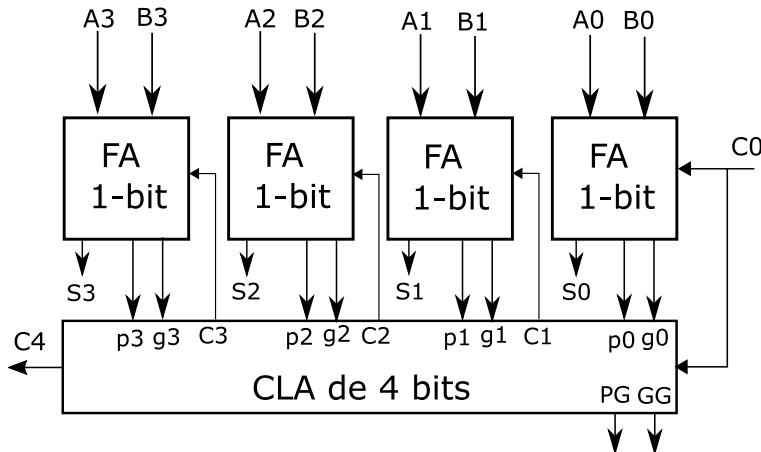 A3 B3 A2 B2 A1 B1 A0 B0
C0
FA FA FA FA
1-bit 1-bit 1-bit 1-bit
S3 S2 S1 S0
p3 g3 C3 p2 g2 C2 p1 g1 C1 p0 g0
C4
CLA de 4 bits
PG GG